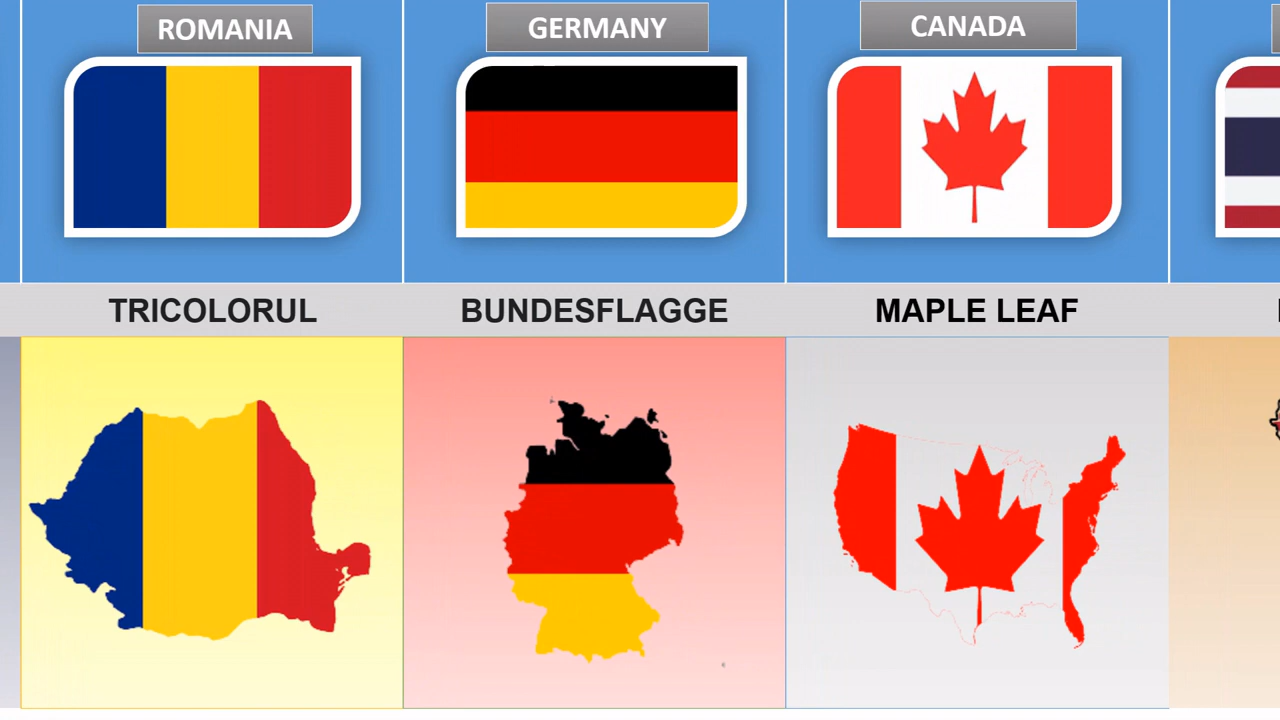 ROMANIA
GERMANY
CANADA
TRICOLORUL
BUNDESFLAGGE
MAPLE LEAF